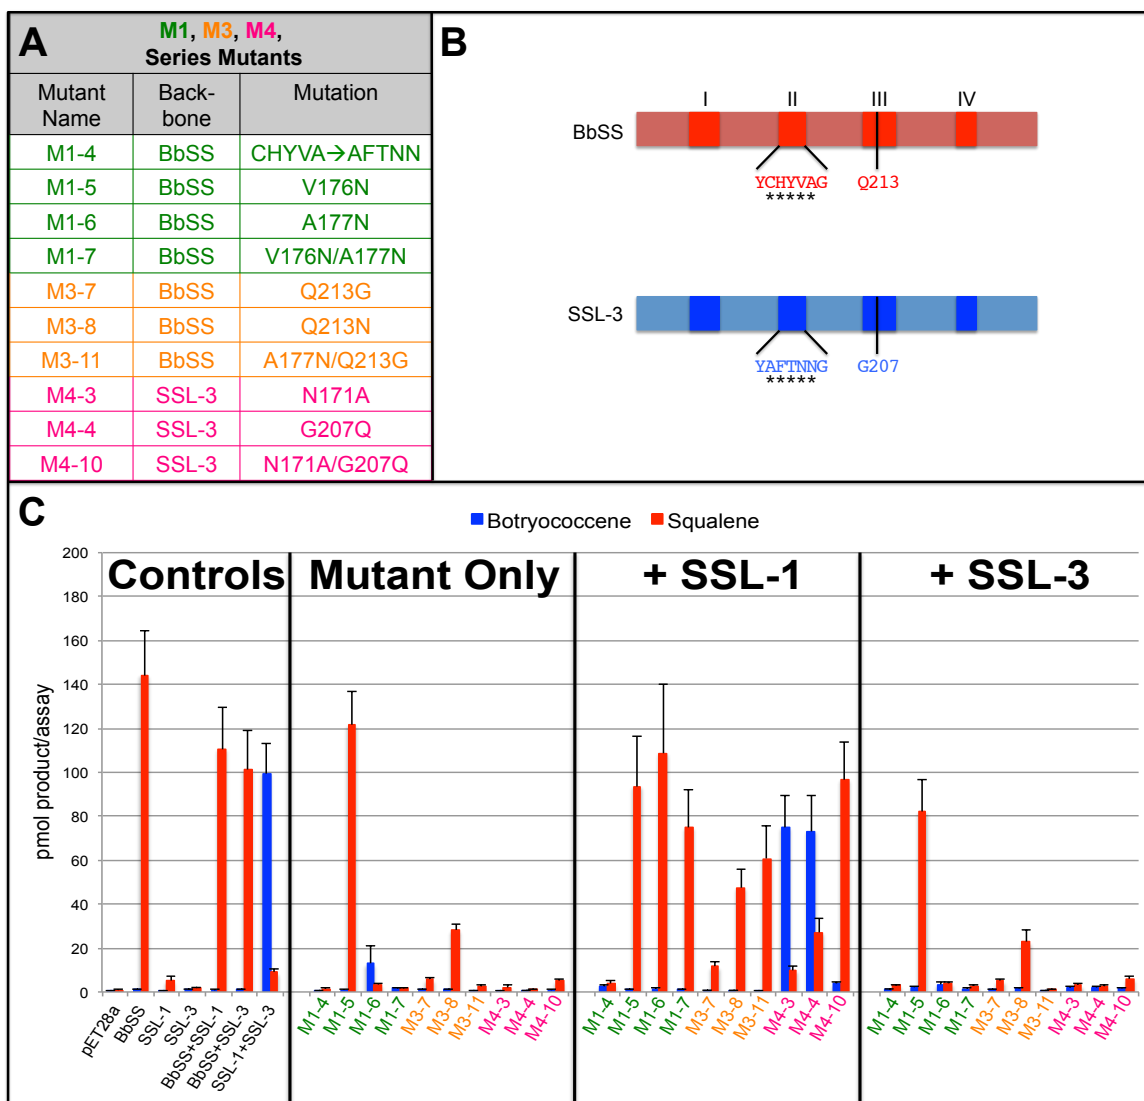 A
M1, M3, M4,
Series Mutants
Mutant Name Back-bone Mutation
M1-4 BbSS CHYVA→AFTNN
M1-5 BbSS V176N
M1-6 BbSS A177N
M1-7 BbSS V176N/A177N
M3-7 BbSS Q213G
M3-8 BbSS Q213N
M3-11 BbSS A177N/Q213G
M4-3 SSL-3 N171A
M4-4 SSL-3 G207Q
M4-10 SSL-3 N171A/G207Q
B
I II III IV
BbSS
YCHYVAG Q213
*****
SSL-3
YAFTNNG G207
*****
C
Botryococcene Squalene
Controls Mutant Only + SSL-1 + SSL-3
pmol product/assay
200
180
160
140
120
100
80
60
40
20
0
pET28a BbSS SSL-1 SSL-3 BbSS+SSL-1 BbSS+SSL-3 SSL-1+SSL-3
M1-4 M1-5 M1-6 M1-7 M3-7 M3-8 M3-11 M4-3 M4-4 M4-10
M1-4 M1-5 M1-6 M1-7 M3-7 M3-8 M3-11 M4-3 M4-4 M4-10
M1-4 M1-5 M1-6 M1-7 M3-7 M3-8 M3-11 M4-3 M4-4 M4-10